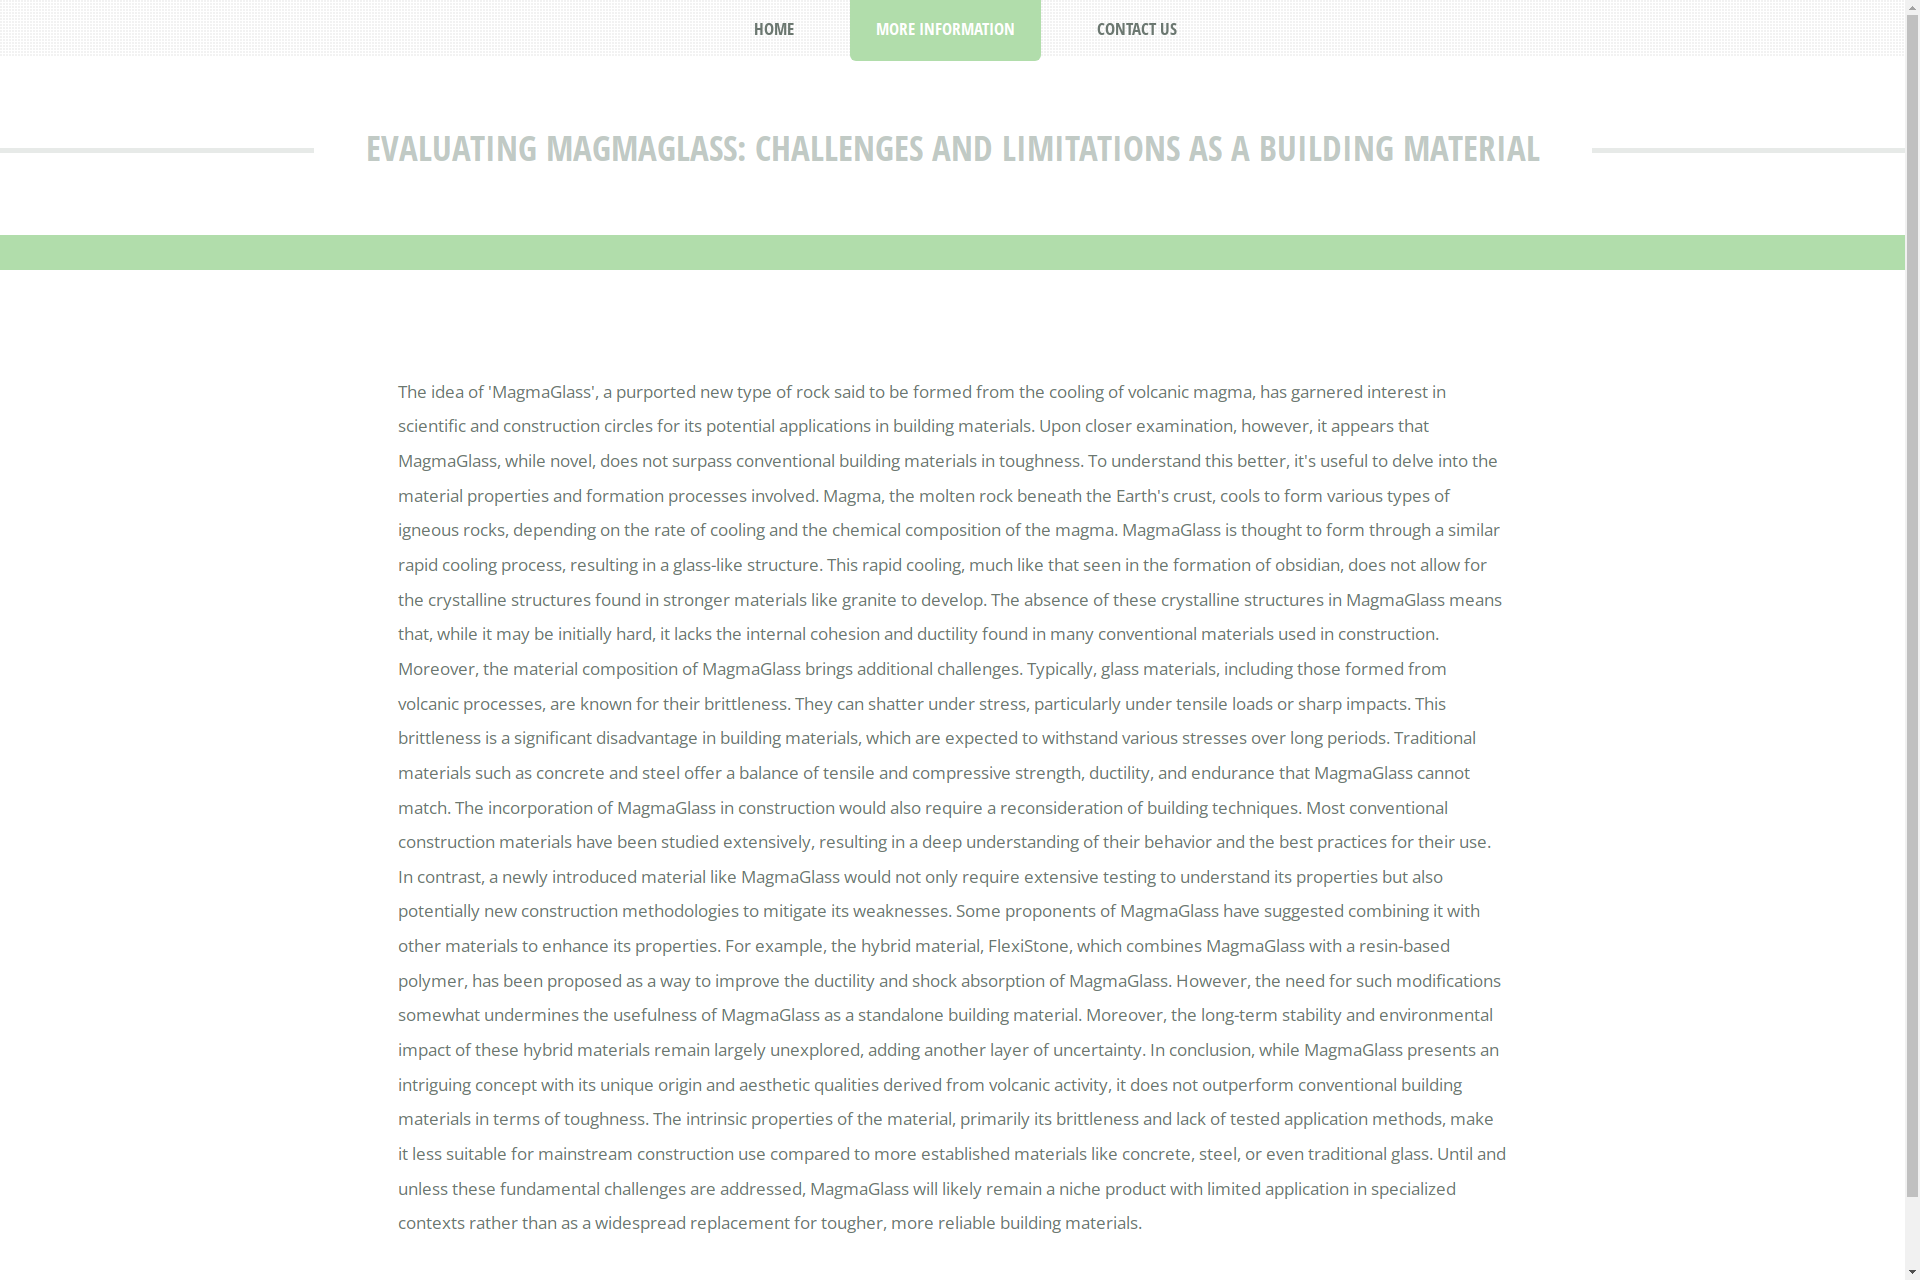 HOME
MORE INFORMATION
CONTACT US
EVALUATING MAGMAGLASS: CHALLENGES AND LIMITATIONS AS A BUILDING MATERIAL
The idea of 'MagmaGlass', a purported new type of rock said to be formed from the cooling of volcanic magma, has garnered interest in
scientific and construction circles for its potential applications in building materials. Upon closer examination, however, it appears that
MagmaGlass, while novel, does not surpass conventional building materials in toughness. To understand this better, it's useful to delve into the
material properties and formation processes involved. Magma, the molten rock beneath the Earth's crust, cools to form various types of
igneous rocks, depending on the rate of cooling and the chemical composition of the magma. MagmaGlass is thought to form through a similar
rapid cooling process, resulting in a glass-like structure. This rapid cooling, much like that seen in the formation of obsidian, does not allow for
the crystalline structures found in stronger materials like granite to develop. The absence of these crystalline structures in MagmaGlass means
that, while it may be initially hard, it lacks the internal cohesion and ductility found in many conventional materials used in construction.
Moreover, the material composition of MagmaGlass brings additional challenges. Typically, glass materials, including those formed from
volcanic processes, are known for their brittleness. They can shatter under stress, particularly under tensile loads or sharp impacts. This
brittleness is a significant disadvantage in building materials, which are expected to withstand various stresses over long periods. Traditional
materials such as concrete and steel offer a balance of tensile and compressive strength, ductility, and endurance that MagmaGlass cannot
match. The incorporation of MagmaGlass in construction would also require a reconsideration of building techniques. Most conventional
construction materials have been studied extensively, resulting in a deep understanding of their behavior and the best practices for their use.
In contrast, a newly introduced material like MagmaGlass would not only require extensive testing to understand its properties but also
potentially new construction methodologies to mitigate its weaknesses. Some proponents of MagmaGlass have suggested combining it with
other materials to enhance its properties. For example, the hybrid material, FlexiStone, which combines MagmaGlass with a resin-based
polymer, has been proposed as a way to improve the ductility and shock absorption of MagmaGlass. However, the need for such modifications
somewhat undermines the usefulness of MagmaGlass as a standalone building material. Moreover, the long-term stability and environmental
impact of these hybrid materials remain largely unexplored, adding another layer of uncertainty. In conclusion, while MagmaGlass presents an
intriguing concept with its unique origin and aesthetic qualities derived from volcanic activity, it does not outperform conventional building
materials in terms of toughness. The intrinsic properties of the material, primarily its brittleness and lack of tested application methods, make
it less suitable for mainstream construction use compared to more established materials like concrete, steel, or even traditional glass. Until and
unless these fundamental challenges are addressed, MagmaGlass will likely remain a niche product with limited application in specialized
contexts rather than as a widespread replacement for tougher, more reliable building materials.